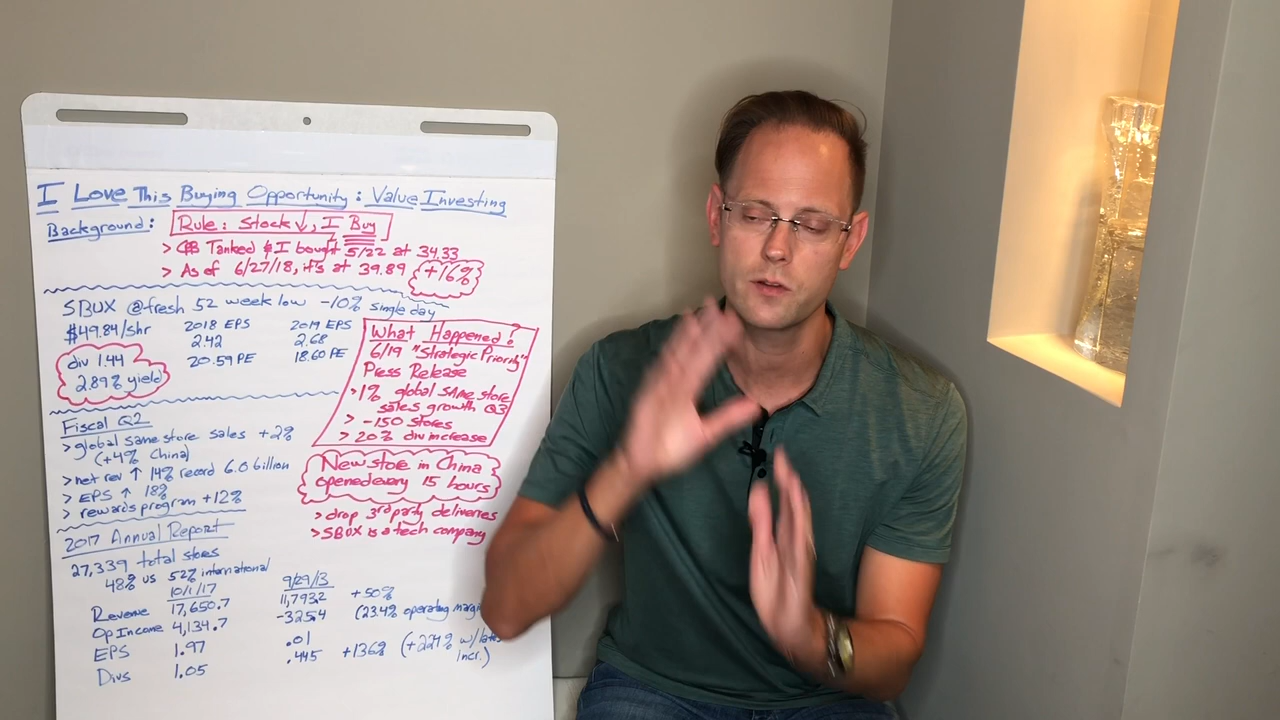 I Love This Buying Opportunity: Value Investing
Background: Rule: Stock ↓, I Buy
> CBS Tanked & I bought 5/22 at 34.33
> As of 6/27/18, it's at 39.89 +16%
SBUX @ fresh 52 week low -10% single day
$49.84/shr 2018 EPS 2019 EPS
2.42 2.68
20.59 PE 18.60 PE
div 1.44
2.89% yield
What Happened?
6/19 "Strategic Priority"
Press Release
> 1% global same store
sales growth Q3
> -150 stores
> 20% div increase
Fiscal Q2
> global same store sales +2%
(+4% China)
> net rev ↑ 14% record 6.0 billion
> EPS ↑ 18%
> rewards program +12%
New store in China
opened every 15 hours
> drop 3rd party deliveries
> SBUX is a tech company
2017 Annual Report
27,339 total stores
48% US 52% international
10/1/17 9/29/13
Revenue 17,650.7 11,793.2 +50%
Op Income 4,134.7 -325.4 (23.4% operating margin
EPS 1.97 .01
Divs 1.05 .445 +136% (+221% w/
incr.)